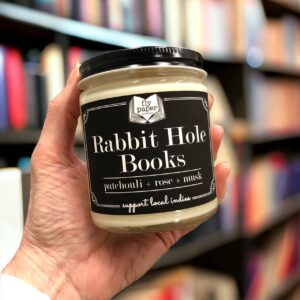 fly
paper
Rabbit Hole
Books
patchouli + rose + musk
support local indies